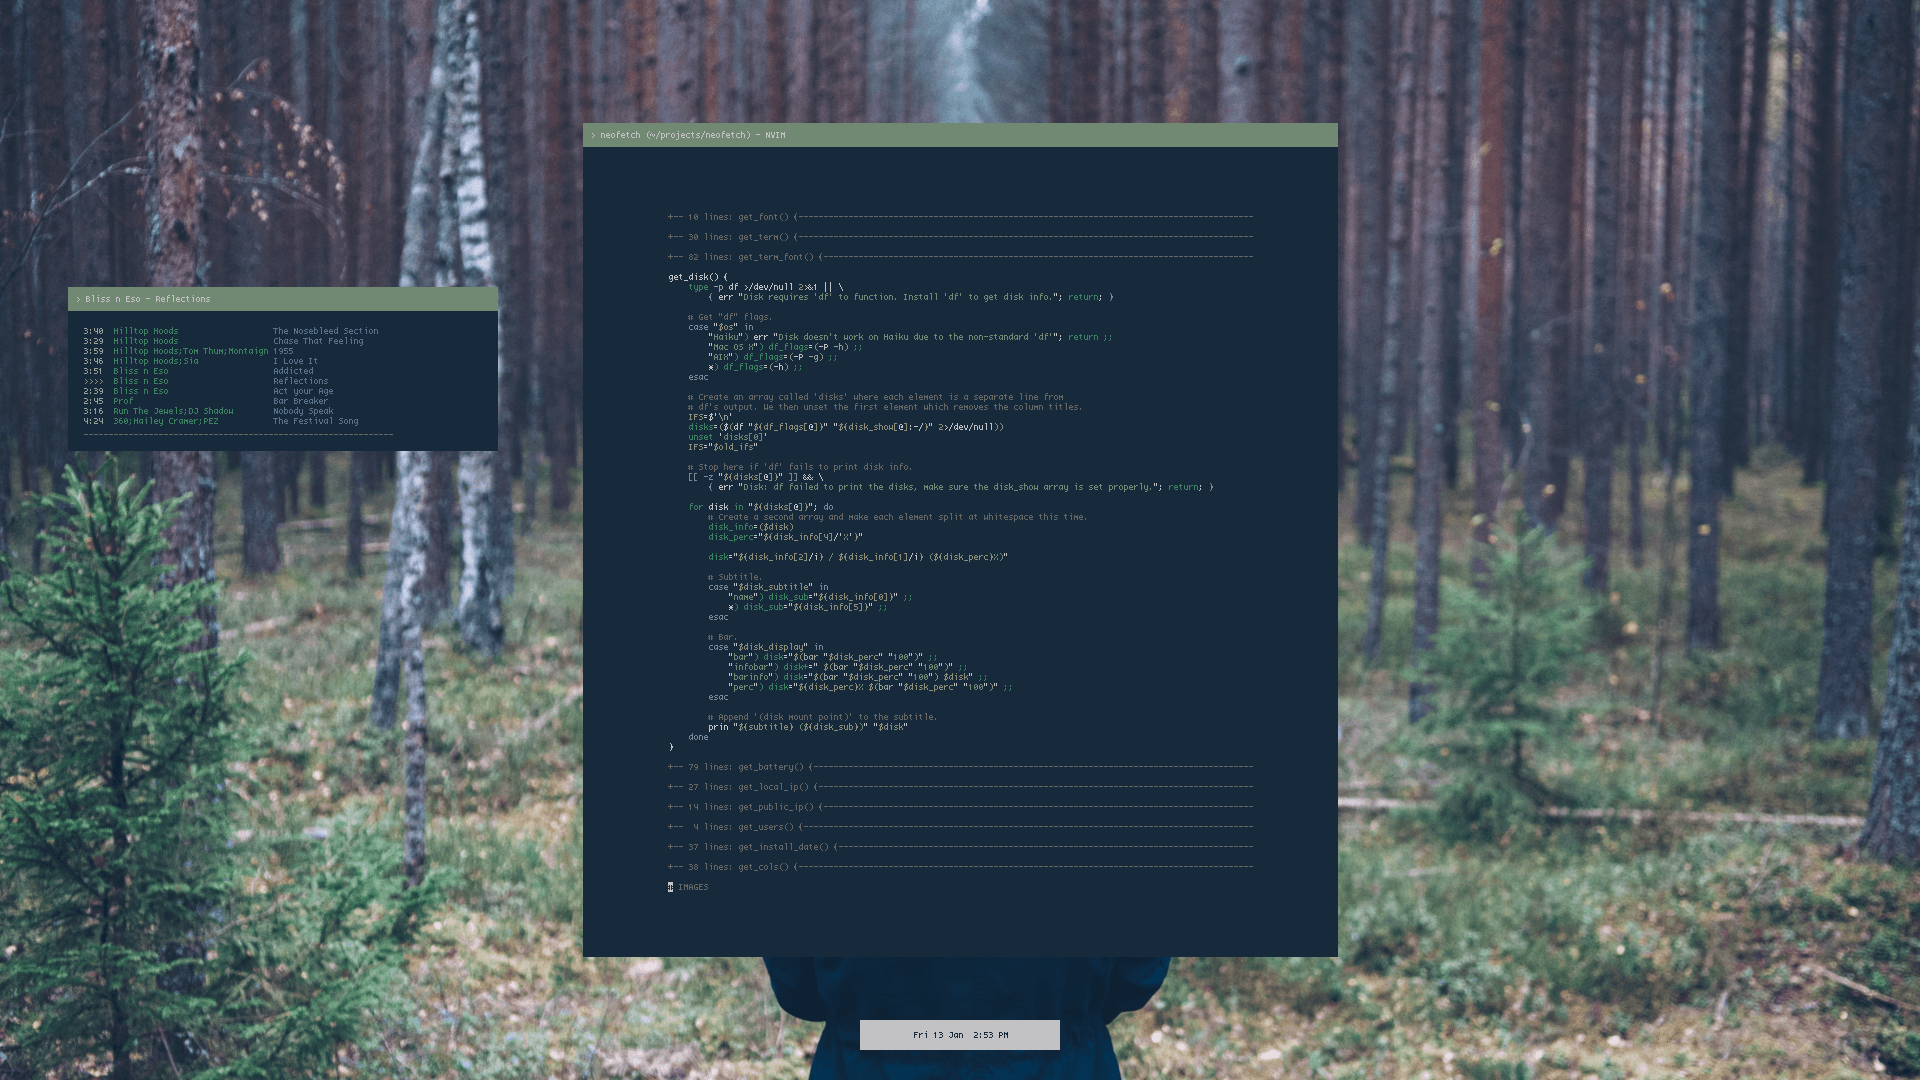 > neofetch (~/projects/neofetch) - NVIM
+-- 10 lines: get_font() {-------------------------------------------------------------------------------------------
+-- 30 lines: get_term() {-------------------------------------------------------------------------------------------
+-- 82 lines: get_term_font() {--------------------------------------------------------------------------------------
get_disk() {
    type -p df >/dev/null 2>&1 || \
        { err "Disk requires 'df' to function. Install 'df' to get disk info."; return; }
    # Get "df" flags.
    case "$os" in
        "Haiku") err "Disk doesn't work on Haiku due to the non-standard 'df'"; return ;;
        "Mac OS X") df_flags=(-P -h) ;;
        "AIX") df_flags=(-P -g) ;;
        *) df_flags=(-h) ;;
    esac
    # Create an array called 'disks' where each element is a separate line from
    # df's output. We then unset the first element which removes the column titles.
    IFS=$'\n'
    disks=($(df "${df_flags[@]}" "${disk_show[@]:-/}" 2>/dev/null))
    unset 'disks[0]'
    IFS="$old_ifs"
    # Stop here if 'df' fails to print disk info.
    [[ -z "${disks[@]}" ]] && \
        { err "Disk: df failed to print the disks, make sure the disk_show array is set properly."; return; }
    for disk in "${disks[@]}"; do
        # Create a second array and make each element split at whitespace this time.
        disk_info=($disk)
        disk_perc="${disk_info[4]/'%'}"
        disk="${disk_info[2]/i} / ${disk_info[1]/i} (${disk_perc}%)"
        # Subtitle.
        case "$disk_subtitle" in
            "name") disk_sub="${disk_info[0]}" ;;
            *) disk_sub="${disk_info[5]}" ;;
        esac
        # Bar.
        case "$disk_display" in
            "bar") disk="$(bar "$disk_perc" "100")" ;;
            "infobar") disk+=" $(bar "$disk_perc" "100")" ;;
            "barinfo") disk="$(bar "$disk_perc" "100") $disk" ;;
            "perc") disk="${disk_perc}% $(bar "$disk_perc" "100")" ;;
        esac
        # Append '(disk mount point)' to the subtitle.
        prin "${subtitle} (${disk_sub})" "$disk"
    done
}
+-- 79 lines: get_battery() {----------------------------------------------------------------------------------------
+-- 27 lines: get_local_ip() {---------------------------------------------------------------------------------------
+-- 14 lines: get_public_ip() {--------------------------------------------------------------------------------------
+--  4 lines: get_users() {------------------------------------------------------------------------------------------
+-- 37 lines: get_install_date() {-----------------------------------------------------------------------------------
+-- 38 lines: get_cols() {-------------------------------------------------------------------------------------------
# IMAGES
> Bliss n Eso - Reflections
3:40  Hilltop Hoods                   The Nosebleed Section
3:29  Hilltop Hoods                   Chase That Feeling
3:59  Hilltop Hoods;Tom Thum;Montaign 1955
3:46  Hilltop Hoods;Sia               I Love It
3:51  Bliss n Eso                     Addicted
>>>>  Bliss n Eso                     Reflections
2:39  Bliss n Eso                     Act your Age
2:45  Prof                            Bar Breaker
3:16  Run The Jewels;DJ Shadow        Nobody Speak
4:24  360;Hailey Cramer;PEZ           The Festival Song
--------------------------------------------------------------
Fri 13 Jan  2:53 PM